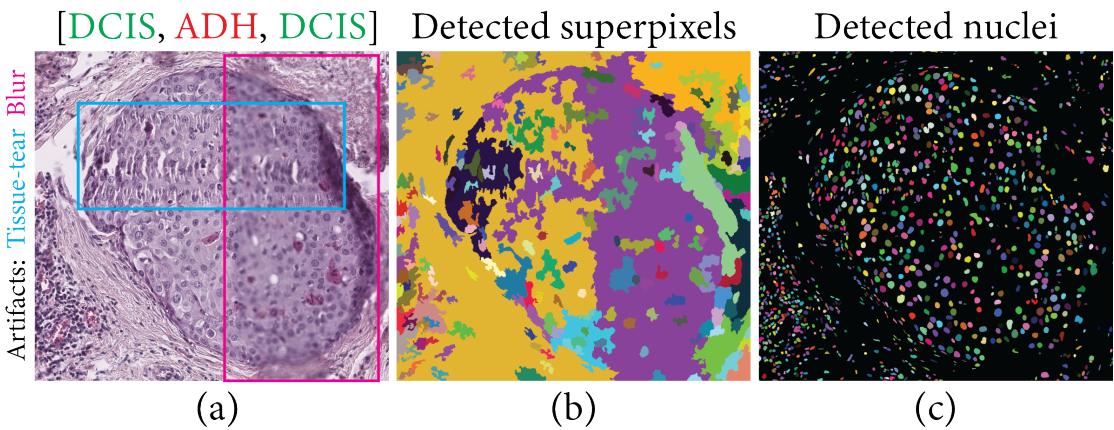 [DCIS, ADH, DCIS]
Detected superpixels
Detected nuclei
Artifacts: Tissue-tear Blur
(a)
(b)
(c)